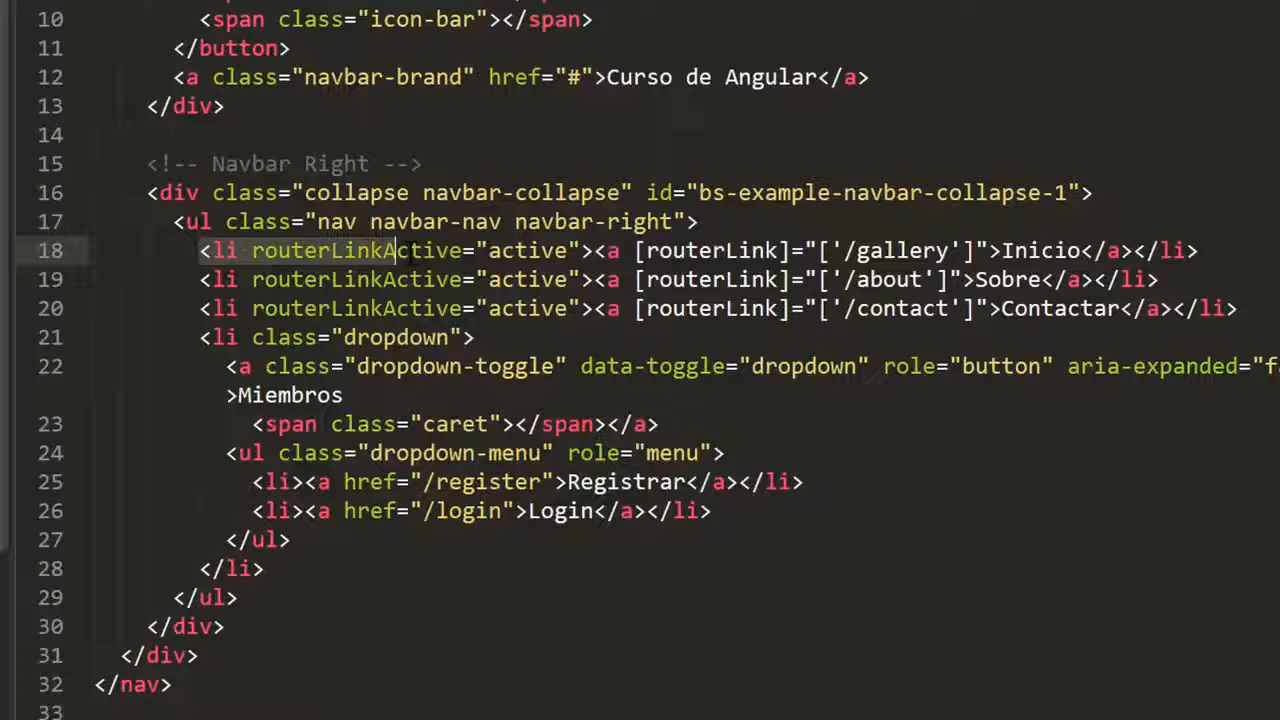 10 <span class="icon-bar"></span>
11 </button>
12 <a class="navbar-brand" href="#">Curso de Angular</a>
13 </div>
14
15 <!-- Navbar Right -->
16 <div class="collapse navbar-collapse" id="bs-example-navbar-collapse-1">
17 <ul class="nav navbar-nav navbar-right">
18 <li routerLinkActive="active"><a [routerLink]="['/gallery']">Inicio</a></li>
19 <li routerLinkActive="active"><a [routerLink]="['/about']">Sobre</a></li>
20 <li routerLinkActive="active"><a [routerLink]="['/contact']">Contactar</a></li>
21 <li class="dropdown">
22 <a class="dropdown-toggle" data-toggle="dropdown" role="button" aria-expanded="f
>Miembros
23 <span class="caret"></span></a>
24 <ul class="dropdown-menu" role="menu">
25 <li><a href="/register">Registrar</a></li>
26 <li><a href="/login">Login</a></li>
27 </ul>
28 </li>
29 </ul>
30 </div>
31 </div>
32 </nav>
33